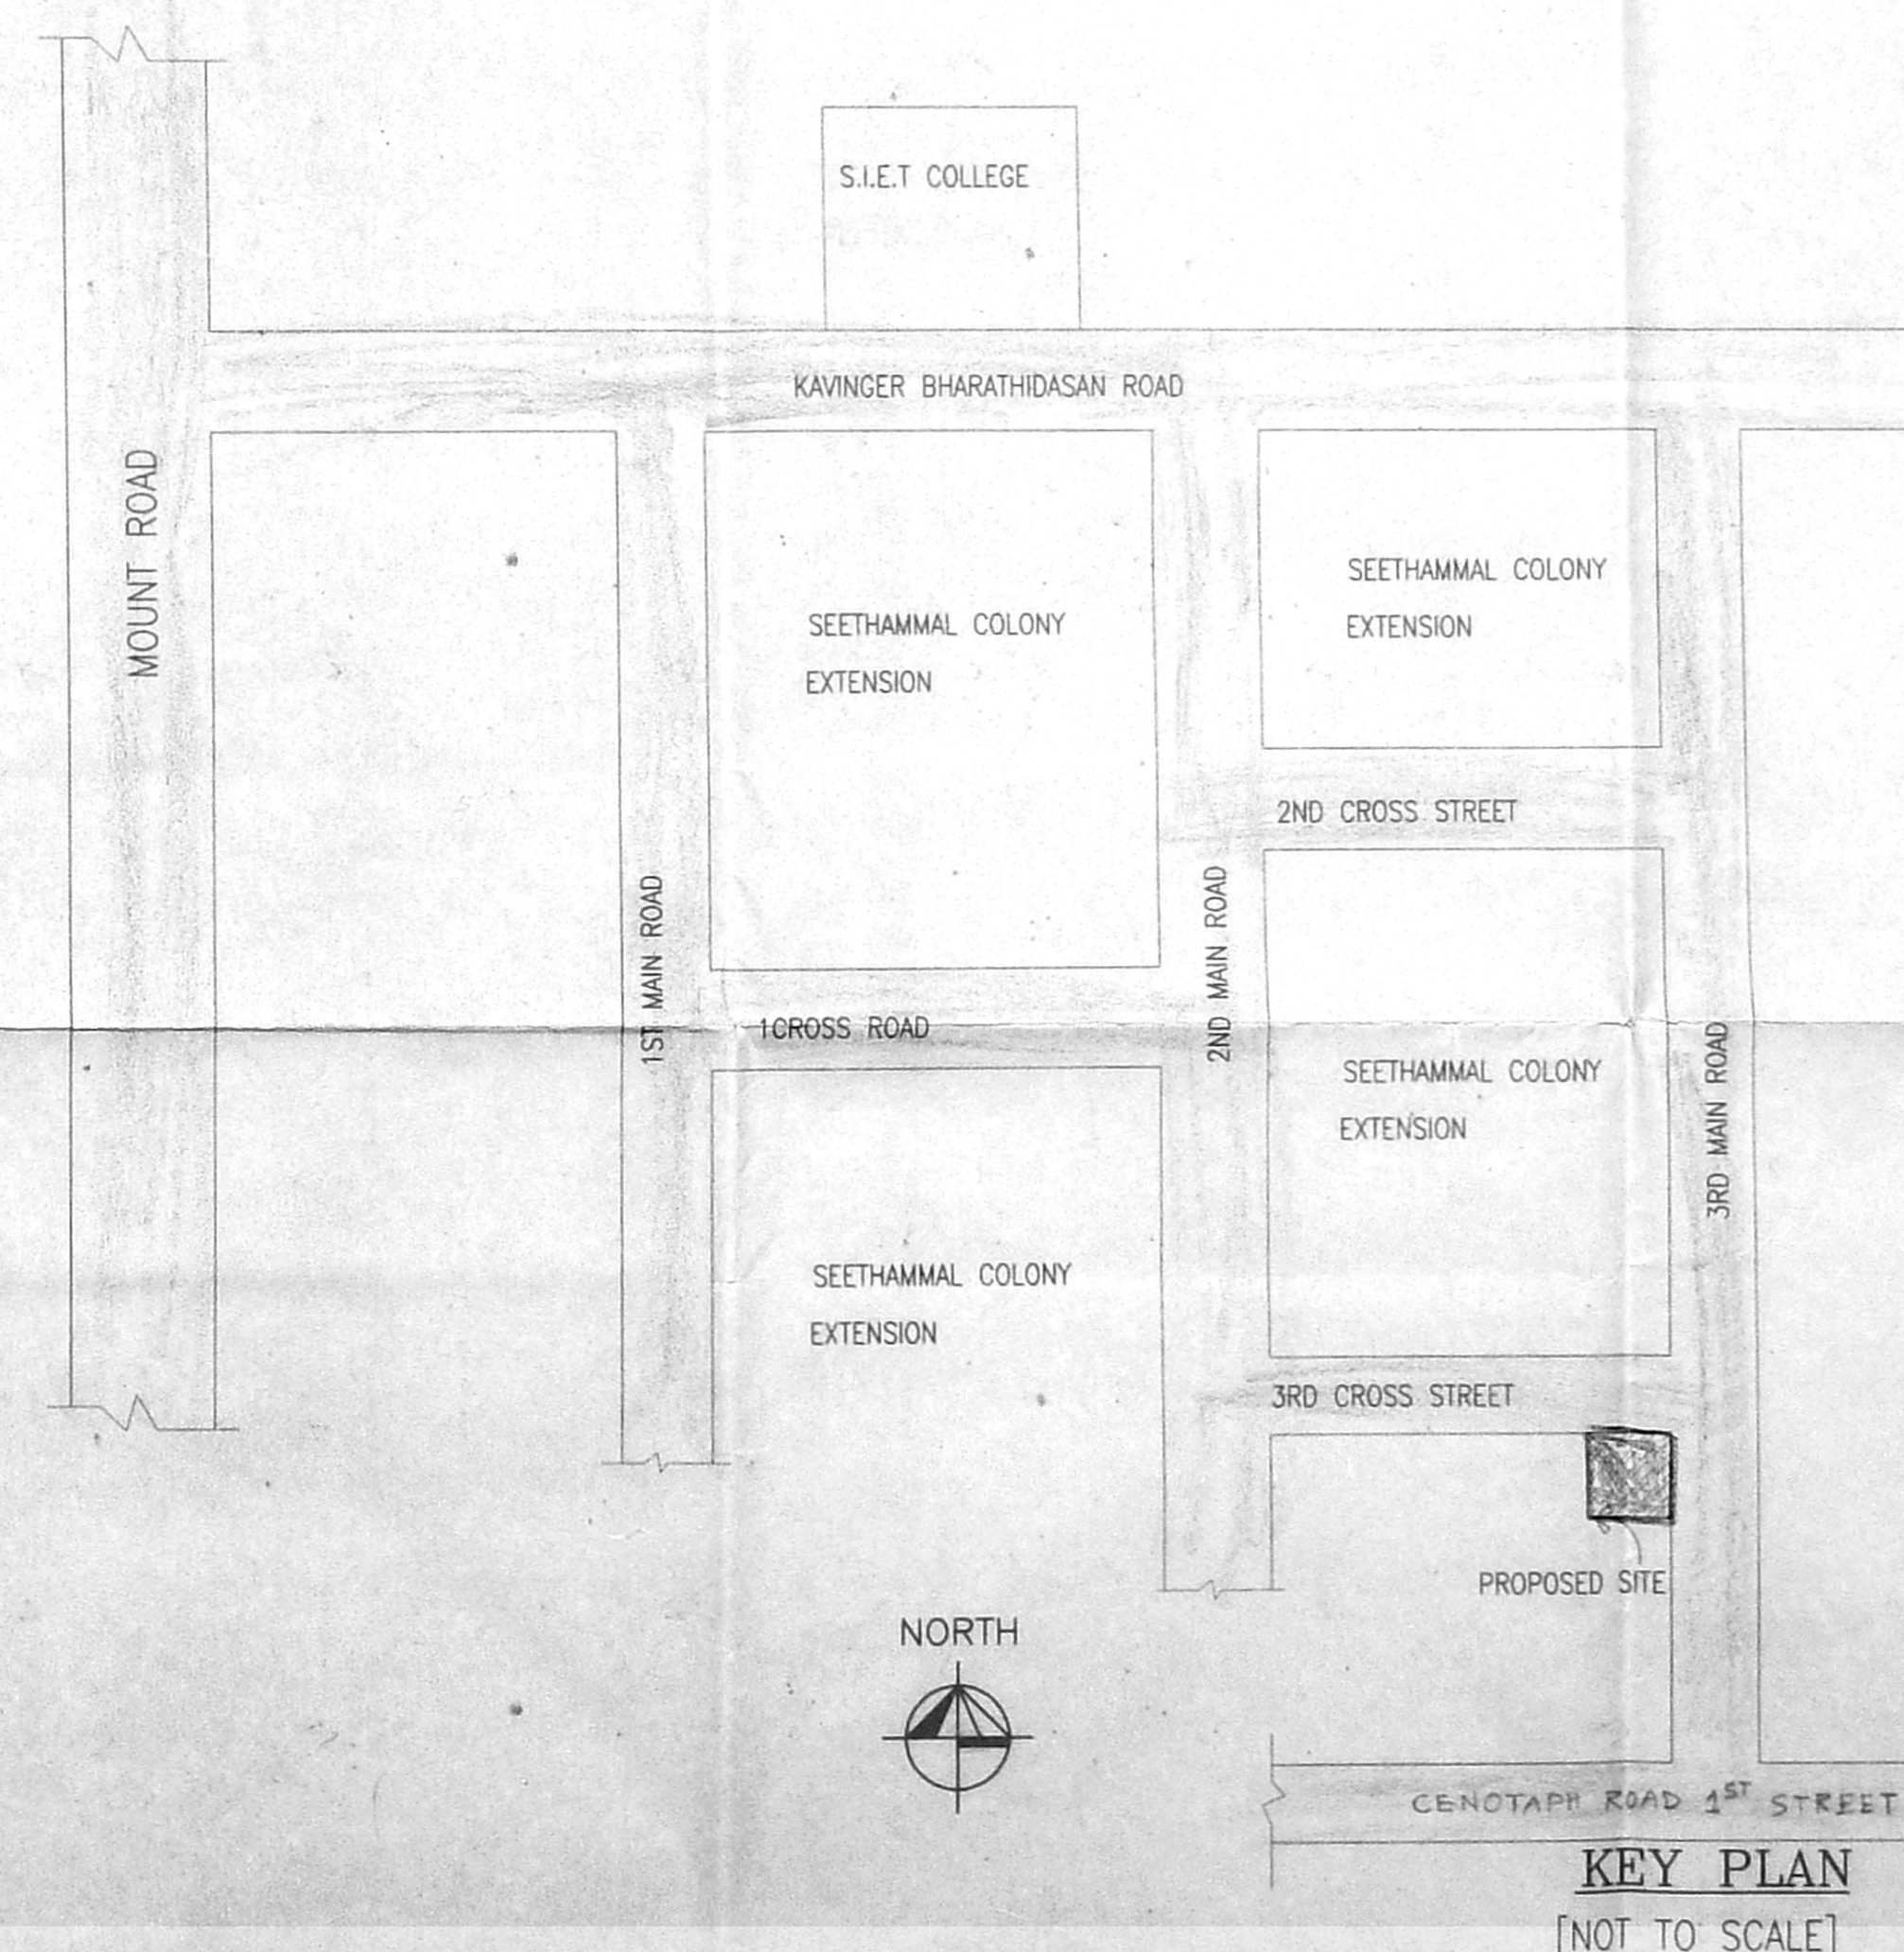 S.I.E.T COLLEGE
KAVINGER BHARATHIDASAN ROAD
MOUNT ROAD
SEETHAMMAL COLONY
EXTENSION
SEETHAMMAL COLONY
EXTENSION
2ND CROSS STREET
1ST MAIN ROAD
2ND MAIN ROAD
1CROSS ROAD
3RD MAIN ROAD
SEETHAMMAL COLONY
EXTENSION
SEETHAMMAL COLONY
EXTENSION
3RD CROSS STREET
PROPOSED SITE
NORTH
CENOTAPH ROAD 1ST STREET
KEY PLAN
[NOT TO SCALE]